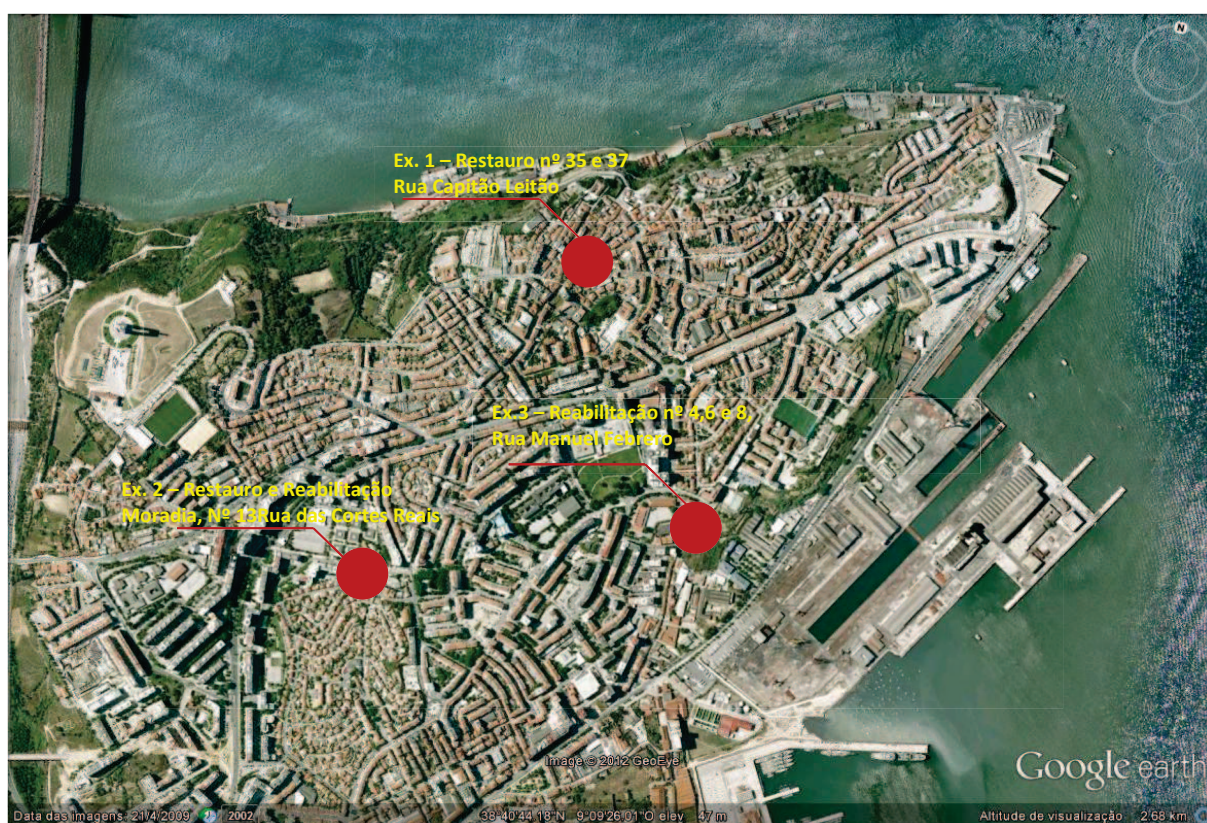 N
Ex. 1 – Restauro nº 35 e 37
Rua Capitão Leitão
Ex.3 – Reabilitação nº 4,6 e 8,
Rua Manuel Febrero
Ex. 2 – Restauro e Reabilitação
Moradia, Nº 13Rua das Cortes Reais
Image © 2012 GeoEye
Google earth
Data das imagens: 21/4/2009 2002 38°40'44.18"N 9°09'26.01"O elev 47 m Altitude de visualização 2.68 km